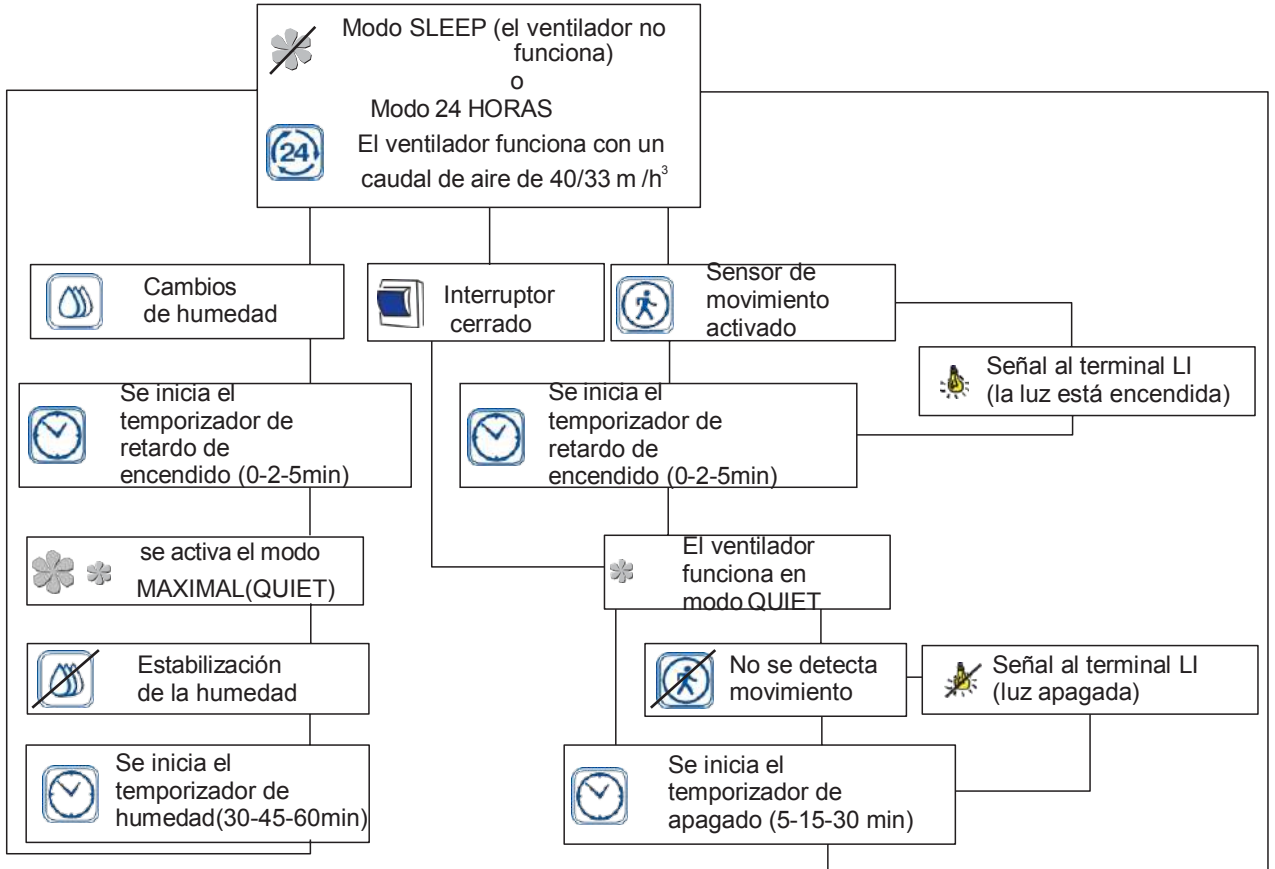 Modo SLEEP (el ventilador no
funciona)
o
Modo 24 HORAS
24
El ventilador funciona con un
caudal de aire de 40/33 m /h³
Cambios
de humedad
Interruptor
cerrado
Sensor de
movimiento
activado
Señal al terminal LI
(la luz está encendida)
Se inicia el
temporizador de
retardo de
encendido (0-2-5min)
Se inicia el
temporizador de
retardo de
encendido (0-2-5min)
se activa el modo
MAXIMAL(QUIET)
El ventilador
funciona en
modo QUIET
Estabilización
de la humedad
No se detecta
movimiento
Señal al terminal LI
(luz apagada)
Se inicia el
temporizador de
humedad(30-45-60min)
Se inicia el
temporizador de
apagado (5-15-30 min)